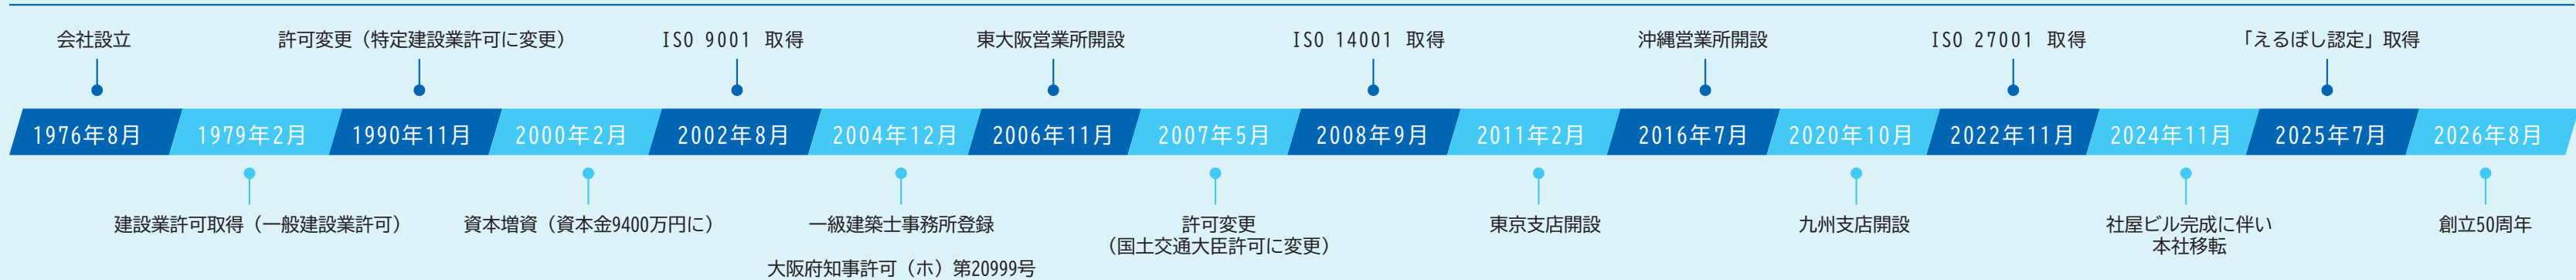 会社設立
許可変更（特定建設業許可に変更）
ISO 9001 取得
東大阪営業所開設
ISO 14001 取得
沖縄営業所開設
ISO 27001 取得
「えるぼし認定」取得
1976年8月
1979年2月
1990年11月
2000年2月
2002年8月
2004年12月
2006年11月
2007年5月
2008年9月
2011年2月
2016年7月
2020年10月
2022年11月
2024年11月
2025年7月
2026年8月
建設業許可取得（一般建設業許可）
資本増資（資本金9400万円に）
一級建築士事務所登録
大阪府知事許可（ホ）第20999号
許可変更
（国土交通大臣許可に変更）
東京支店開設
九州支店開設
社屋ビル完成に伴い
本社移転
創立50周年